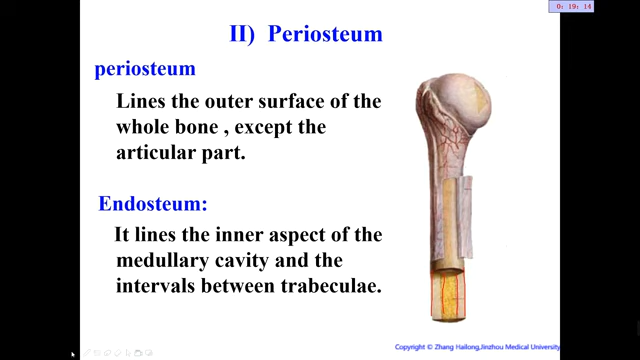 0: 19: 14
II) Periosteum
periosteum
Lines the outer surface of the
whole bone , except the
articular part.
Endosteum:
It lines the inner aspect of the
medullary cavity and the
intervals between trabeculae.
Copyright © Zhang Hailong,Jinzhou Medical University